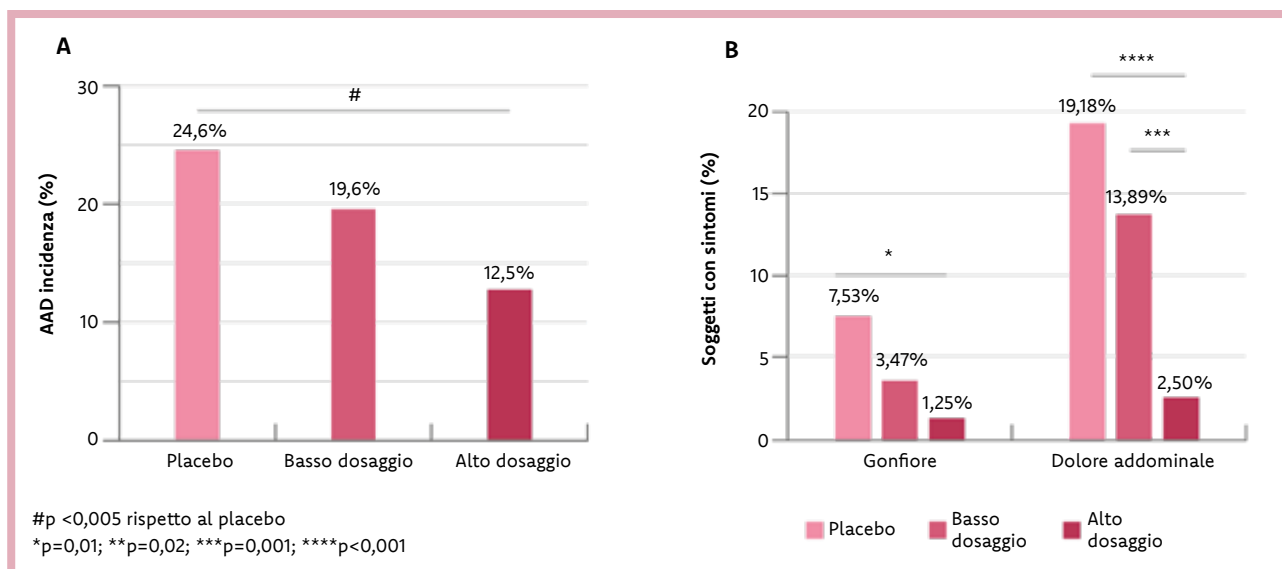 A
AAD incidenza (%)
30
20
10
0
#
24,6%
19,6%
12,5%
Placebo
Basso dosaggio
Alto dosaggio
#p <0,005 rispetto al placebo
*p=0,01; **p=0,02; ***p=0,001; ****p<0,001
B
Soggetti con sintomi (%)
20
15
10
5
0
*
7,53%
3,47%
1,25%
****
19,18%
***
13,89%
2,50%
Gonfiore
Dolore addominale
Placebo
Basso
dosaggio
Alto
dosaggio